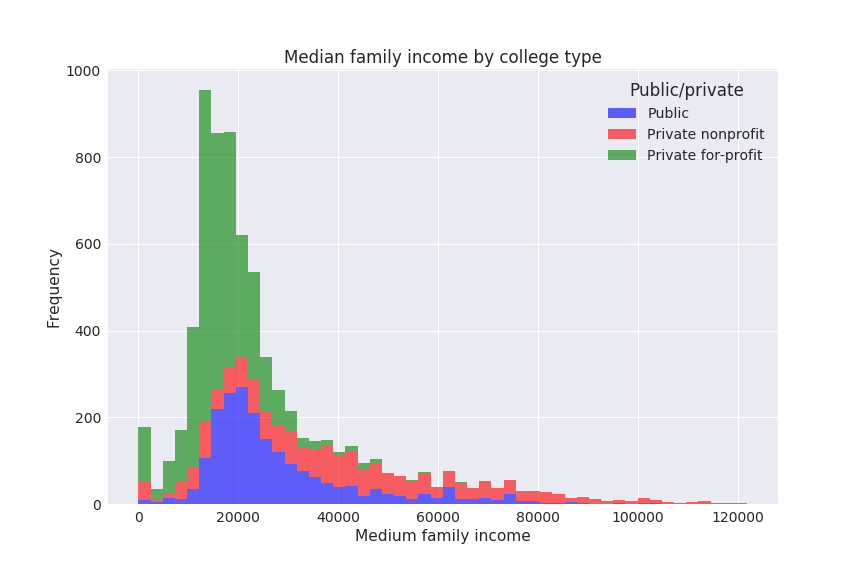 Median family income by college type
Public/private
Public
Private nonprofit
Private for-profit
1000
800
600
400
200
0
Frequency
0 20000 40000 60000 80000 100000 120000
Medium family income